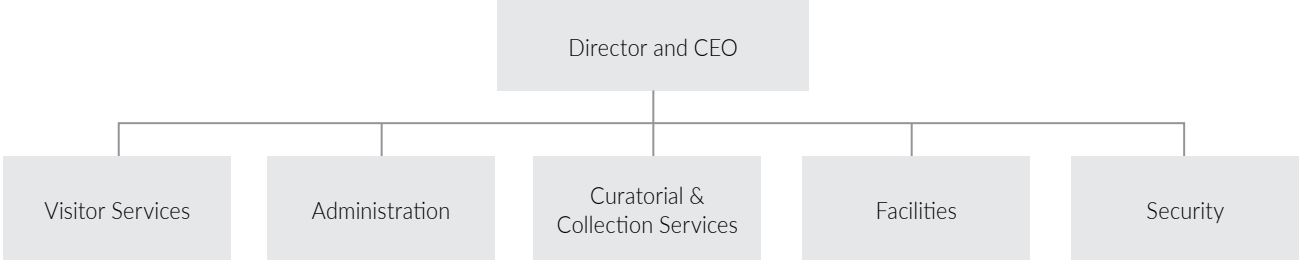 Director and CEO
Visitor Services
Administration
Curatorial &
Collection Services
Facilities
Security